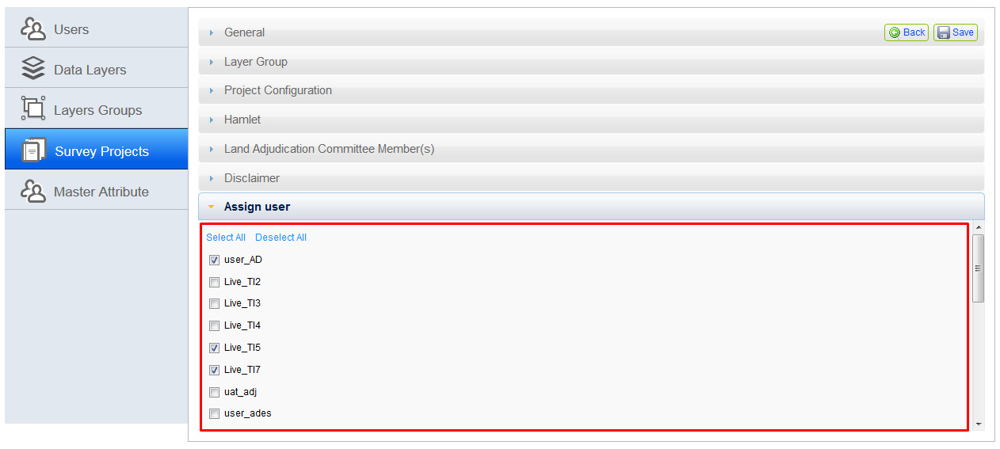 Users
Data Layers
Layers Groups
Survey Projects
Master Attribute
General
Back
Save
Layer Group
Project Configuration
Hamlet
Land Adjudication Committee Member(s)
Disclaimer
Assign user
Select All Deselect All
user_AD
Live_TI2
Live_TI3
Live_TI4
Live_TI5
Live_TI7
uat_adj
user_ades